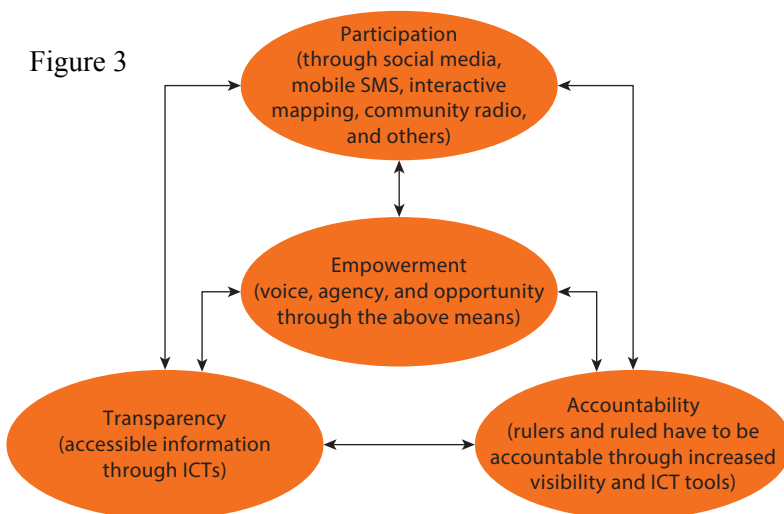 Figure 3
Participation
(through social media,
mobile SMS, interactive
mapping, community radio,
and others)
Empowerment
(voice, agency, and opportunity
through the above means)
Transparency
(accessible information
through ICTs)
Accountability
(rulers and ruled have to be
accountable through increased
visibility and ICT tools)